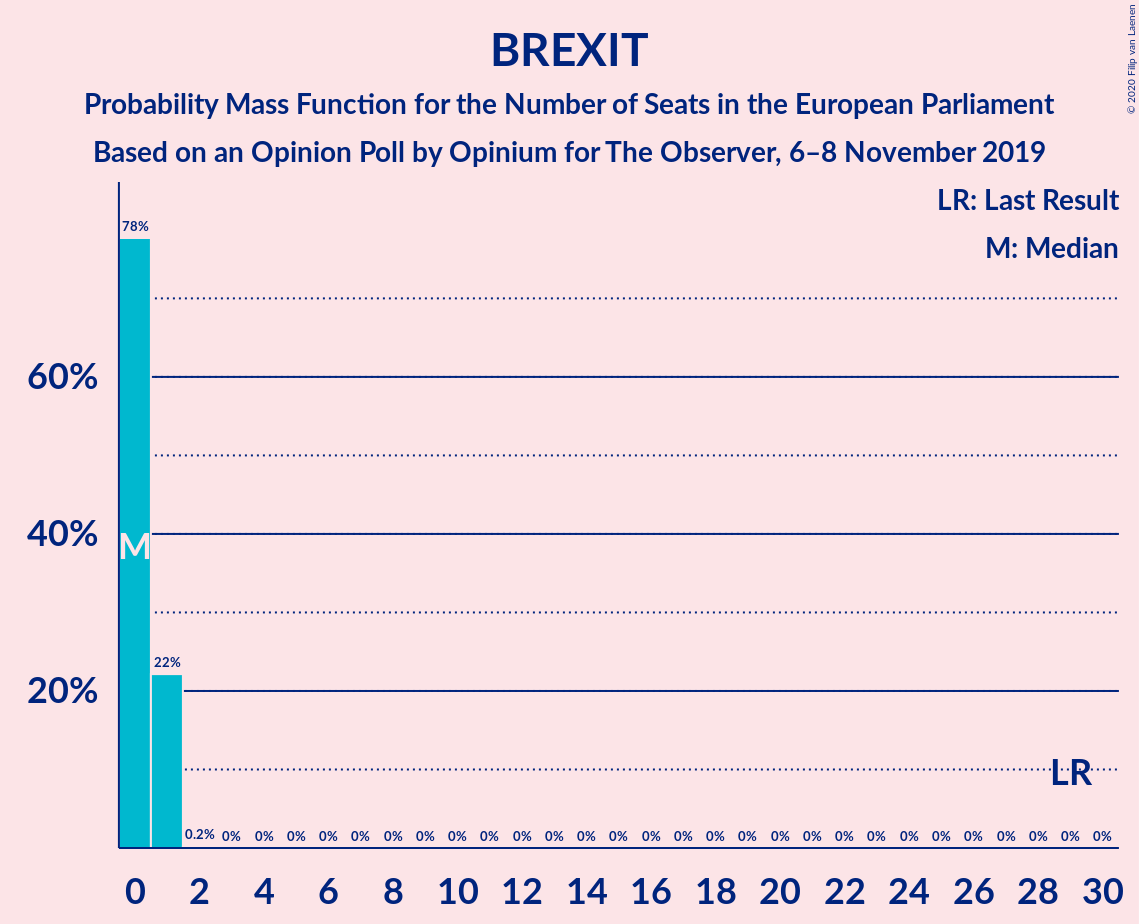 BREXIT
Probability Mass Function for the Number of Seats in the European Parliament
Based on an Opinion Poll by Opinium for The Observer, 6–8 November 2019
© 2020 Filip van Laenen
LR: Last Result
M: Median
78%
60%
40%
M
22%
20%
LR
0.2% 0% 0% 0% 0% 0% 0% 0% 0% 0% 0% 0% 0% 0% 0% 0% 0% 0% 0% 0% 0% 0% 0% 0% 0% 0% 0% 0% 0%
0 2 4 6 8 10 12 14 16 18 20 22 24 26 28 30